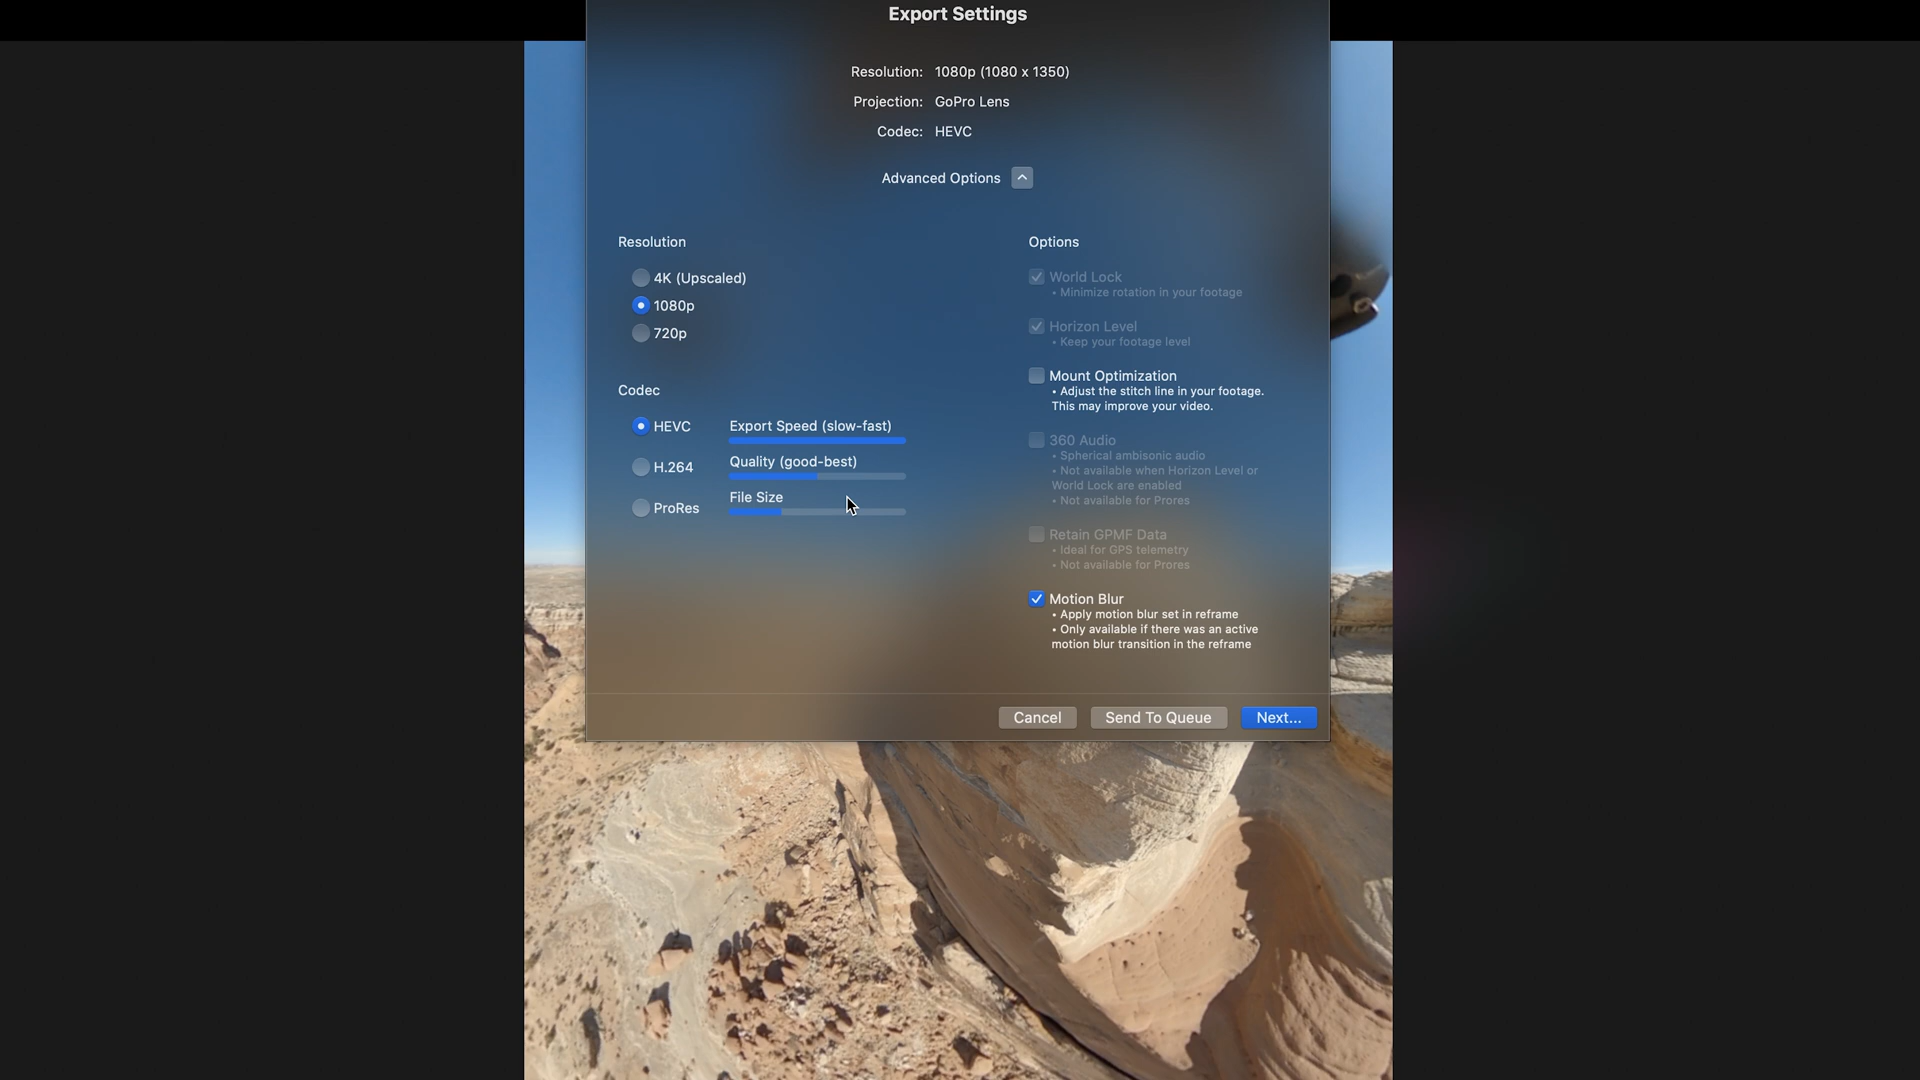 Export Settings
Resolution: 1080p (1080 x 1350)
Projection: GoPro Lens
Codec: HEVC
Advanced Options
Resolution
4K (Upscaled)
1080p
720p
Codec
HEVC
H.264
ProRes
Export Speed (slow-fast)
Quality (good-best)
File Size
Options
World Lock
• Minimize rotation in your footage
Horizon Level
• Keep your footage level
Mount Optimization
• Adjust the stitch line in your footage.
This may improve your video.
360 Audio
• Spherical ambisonic audio
• Not available when Horizon Level or
World Lock are enabled
• Not available for Prores
Retain GPMF Data
• Ideal for GPS telemetry
• Not available for Prores
Motion Blur
• Apply motion blur set in reframe
• Only available if there was an active
motion blur transition in the reframe
Cancel
Send To Queue
Next...